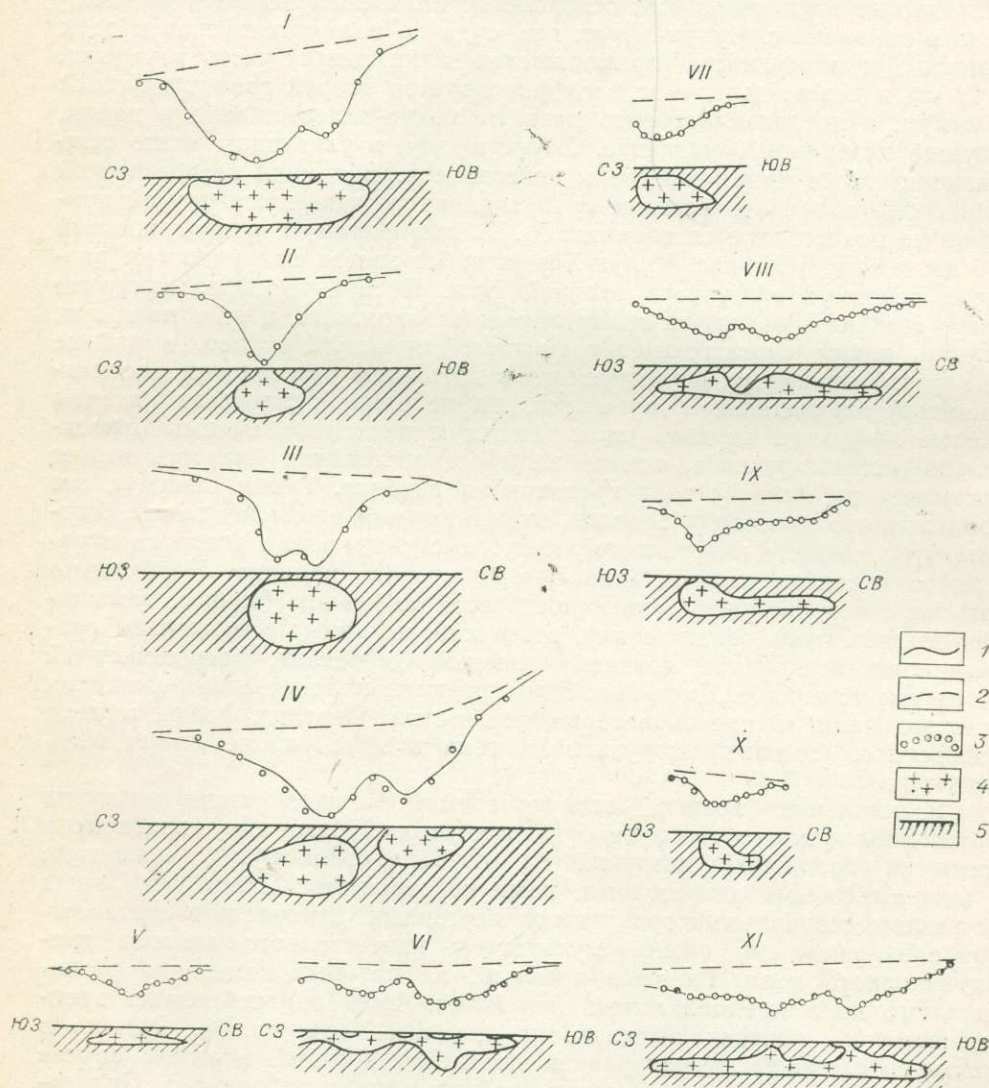 I
СЗ ЮВ
II
СЗ ЮВ
III
ЮЗ СВ
IV
СЗ
V
ЮЗ СВ
VI
СЗ ЮВ
VII
СЗ ЮВ
VIII
ЮЗ СВ
IX
ЮЗ СВ
X
ЮЗ СВ
XI
СЗ ЮВ
1
2
3
4
5